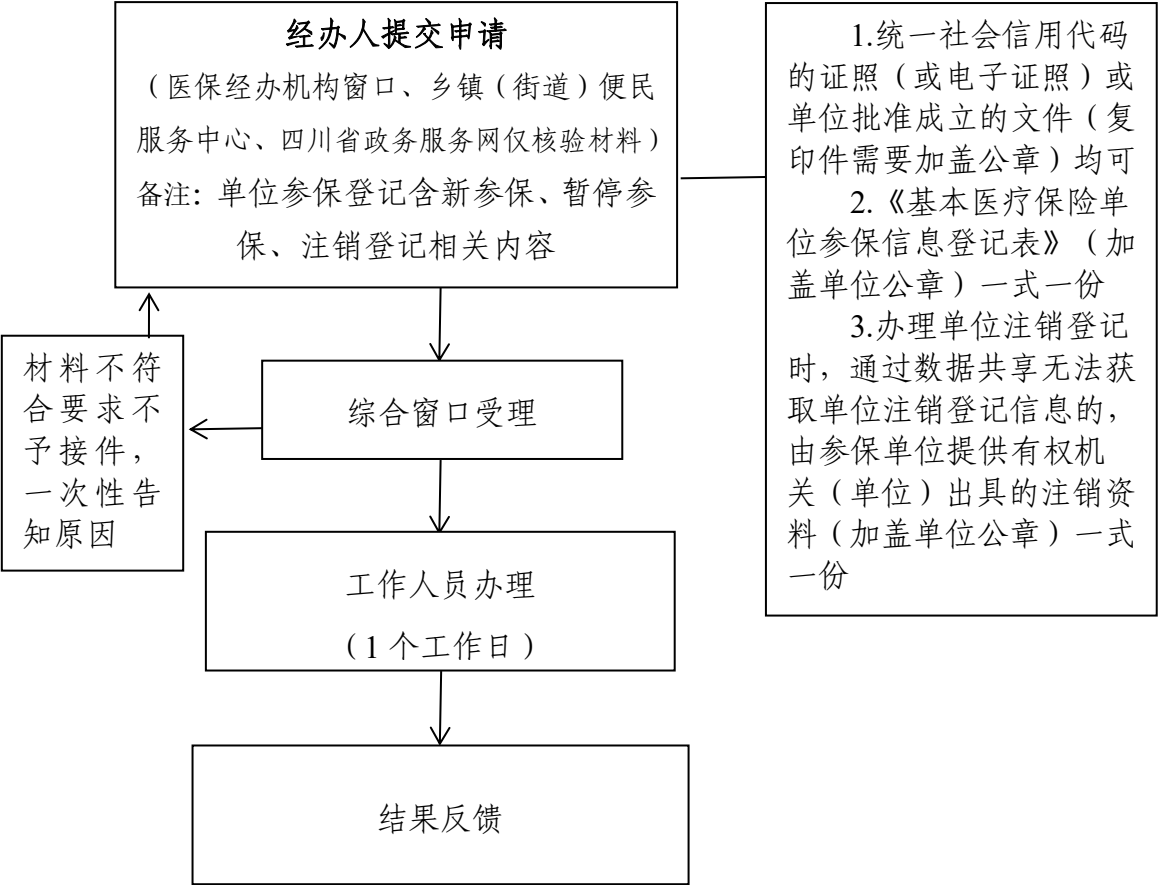 经办人提交申请
（医保经办机构窗口、乡镇（街道）便民
服务中心、四川省政务服务网仅核验材料）
备注：单位参保登记含新参保、暂停参
保、注销登记相关内容
1.统一社会信用代码
的证照（或电子证照）或
单位批准成立的文件（复
印件需要加盖公章）均可
2.《基本医疗保险单
位参保信息登记表》（加
盖单位公章）一式一份
3.办理单位注销登记
时，通过数据共享无法获
取单位注销登记信息的，
由参保单位提供有权机
关（单位）出具的注销资
料（加盖单位公章）一式
一份
材料不符
合要求不
予接件，
一次性告
知原因
综合窗口受理
工作人员办理
（1 个工作日）
结果反馈